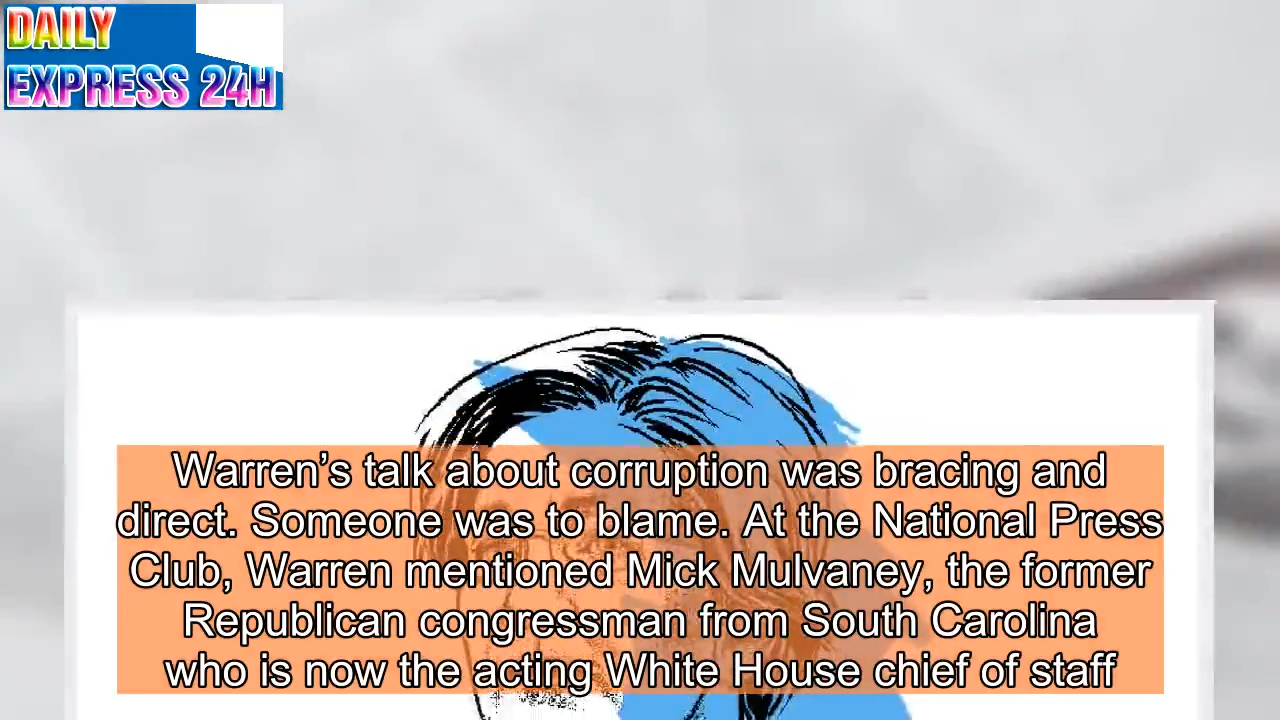 DAILY
EXPRESS 24H
Warren’s talk about corruption was bracing and
direct. Someone was to blame. At the National Press
Club, Warren mentioned Mick Mulvaney, the former
Republican congressman from South Carolina
who is now the acting White House chief of staff